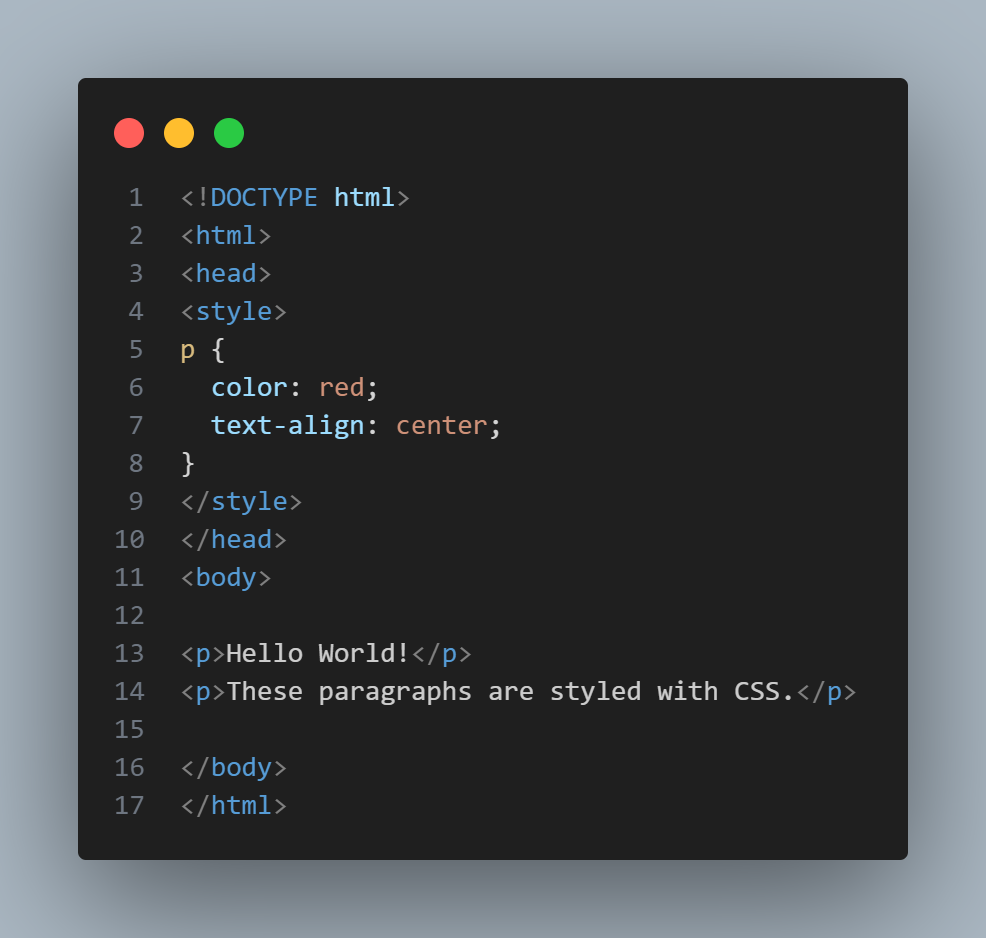 1 <!DOCTYPE html>
2 <html>
3 <head>
4 <style>
5 p {
6   color: red;
7   text-align: center;
8 }
9 </style>
10 </head>
11 <body>
12
13 <p>Hello World!</p>
14 <p>These paragraphs are styled with CSS.</p>
15
16 </body>
17 </html>